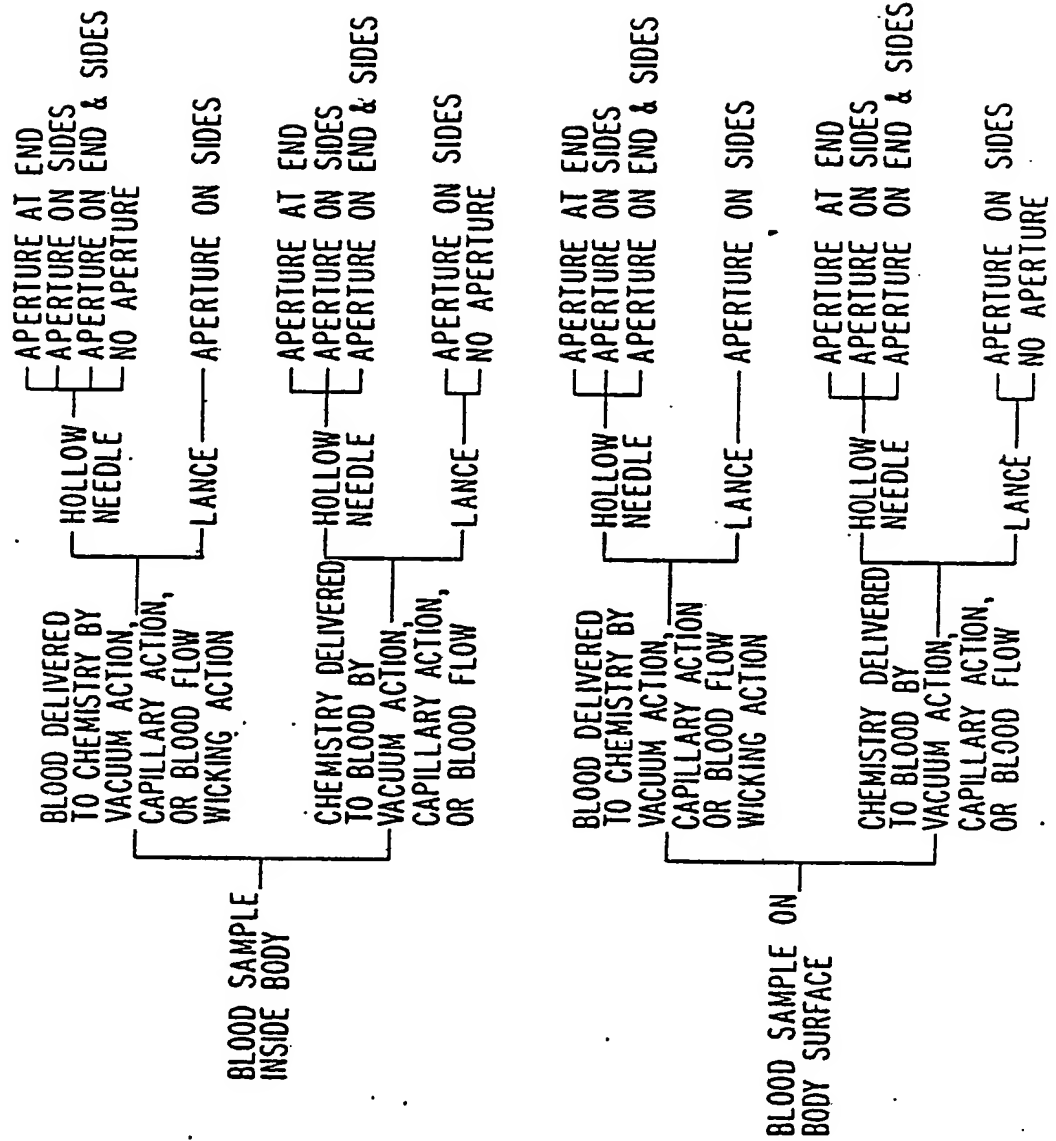 BLOOD SAMPLE
INSIDE BODY
BLOOD DELIVERED
TO CHEMISTRY BY
VACUUM ACTION,
CAPILLARY ACTION,
OR BLOOD FLOW
WICKING ACTION
HOLLOW
NEEDLE
APERTURE AT END
APERTURE ON SIDES
APERTURE ON END & SIDES
NO APERTURE
LANCE
APERTURE ON SIDES
CHEMISTRY DELIVERED
TO BLOOD BY
VACUUM ACTION,
CAPILLARY ACTION,
OR BLOOD FLOW
HOLLOW
NEEDLE
APERTURE AT END
APERTURE ON SIDES
APERTURE ON END & SIDES
LANCE
APERTURE ON SIDES
NO APERTURE
BLOOD SAMPLE ON
BODY SURFACE
BLOOD DELIVERED
TO CHEMISTRY BY
VACUUM ACTION,
CAPILLARY ACTION
OR BLOOD FLOW
WICKING ACTION
HOLLOW
NEEDLE
APERTURE AT END
APERTURE ON SIDES
APERTURE ON END & SIDES
LANCE
APERTURE ON SIDES
CHEMISTRY DELIVERED
TO BLOOD BY
VACUUM ACTION,
CAPILLARY ACTION,
OR BLOOD FLOW
HOLLOW
NEEDLE
APERTURE AT END
APERTURE ON SIDES
APERTURE ON END & SIDES
LANCE
APERTURE ON SIDES
NO APERTURE